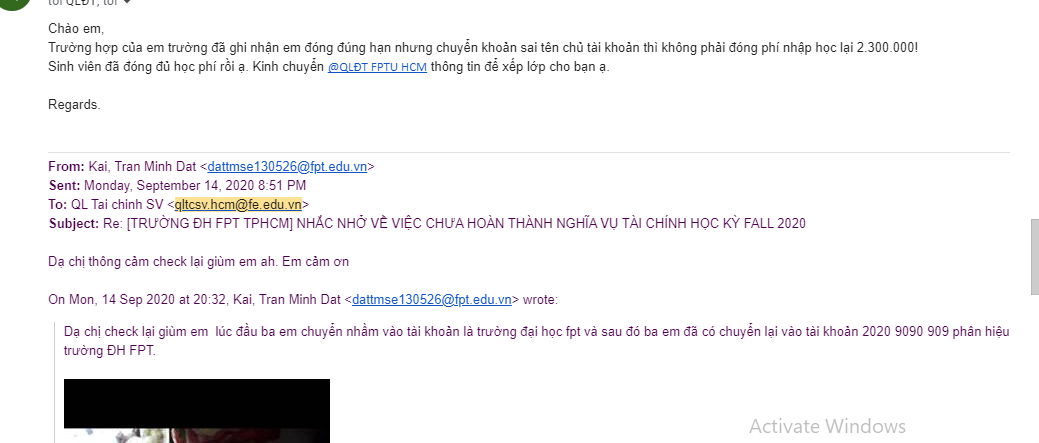 tới QLĐT, tôi
Chào em,
Trường hợp của em trường đã ghi nhận em đóng đúng hạn nhưng chuyển khoản sai tên chủ tài khoản thì không phải đóng phí nhập học lại 2.300.000!
Sinh viên đã đóng đủ học phí rồi ạ. Kinh chuyển @QLĐT FPTU HCM thông tin để xếp lớp cho bạn ạ.
Regards.
From: Kai, Tran Minh Dat <dattmse130526@fpt.edu.vn>
Sent: Monday, September 14, 2020 8:51 PM
To: QL Tai chinh SV <qltcsv.hcm@fe.edu.vn>
Subject: Re: [TRƯỜNG ĐH FPT TPHCM] NHẮC NHỞ VỀ VIỆC CHƯA HOÀN THÀNH NGHĨA VỤ TÀI CHÍNH HỌC KỲ FALL 2020
Dạ chị thông cảm check lại giùm em ah. Em cảm ơn
On Mon, 14 Sep 2020 at 20:32, Kai, Tran Minh Dat <dattmse130526@fpt.edu.vn> wrote:
Dạ chị check lại giùm em lúc đầu ba em chuyển nhầm vào tài khoản là trường đại học fpt và sau đó ba em đã có chuyển lại vào tài khoản 2020 9090 909 phân hiệu
trường ĐH FPT.
Activate Windows